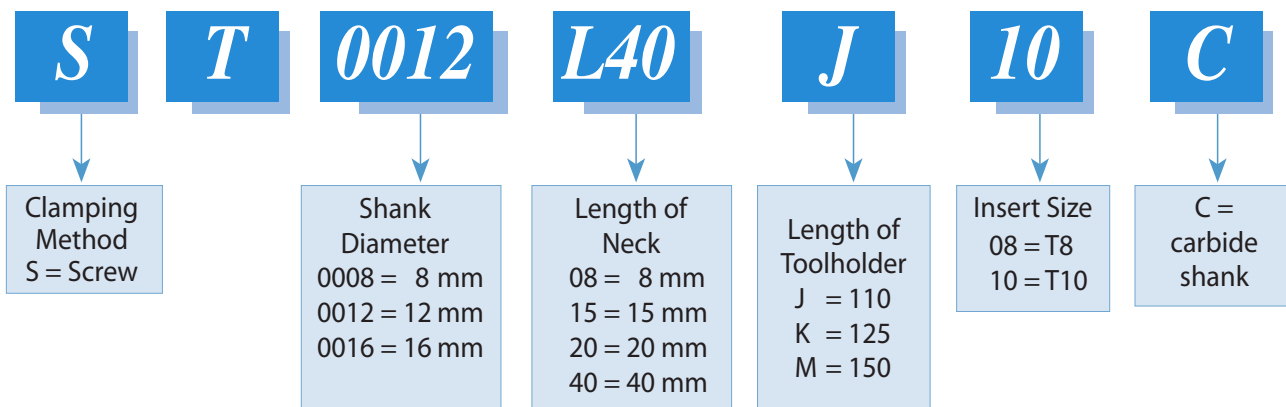 S T 0012 L40 J 10 C
Clamping
Method
S = Screw
Shank
Diameter
0008 = 8 mm
0012 = 12 mm
0016 = 16 mm
Length of
Neck
08 = 8 mm
15 = 15 mm
20 = 20 mm
40 = 40 mm
Length of
Toolholder
J = 110
K = 125
M = 150
Insert Size
08 = T8
10 = T10
C =
carbide
shank